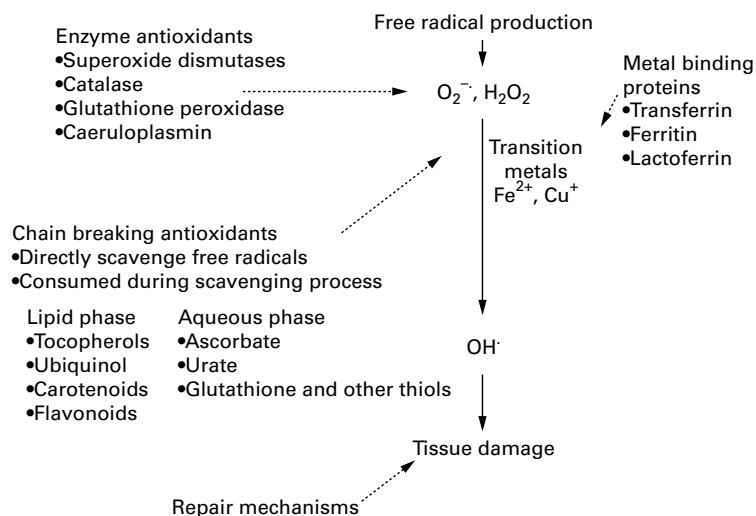 Free radical production
Enzyme antioxidants
•Superoxide dismutases
•Catalase
•Glutathione peroxidase
•Caeruloplasmin
O₂⁻·, H₂O₂
Metal binding
proteins
•Transferrin
•Ferritin
•Lactoferrin
Transition
metals
Fe²⁺, Cu⁺
Chain breaking antioxidants
•Directly scavenge free radicals
•Consumed during scavenging process
Lipid phase
•Tocopherols
•Ubiquinol
•Carotenoids
•Flavonoids
Aqueous phase
•Ascorbate
•Urate
•Glutathione and other thiols
OH·
Tissue damage
Repair mechanisms